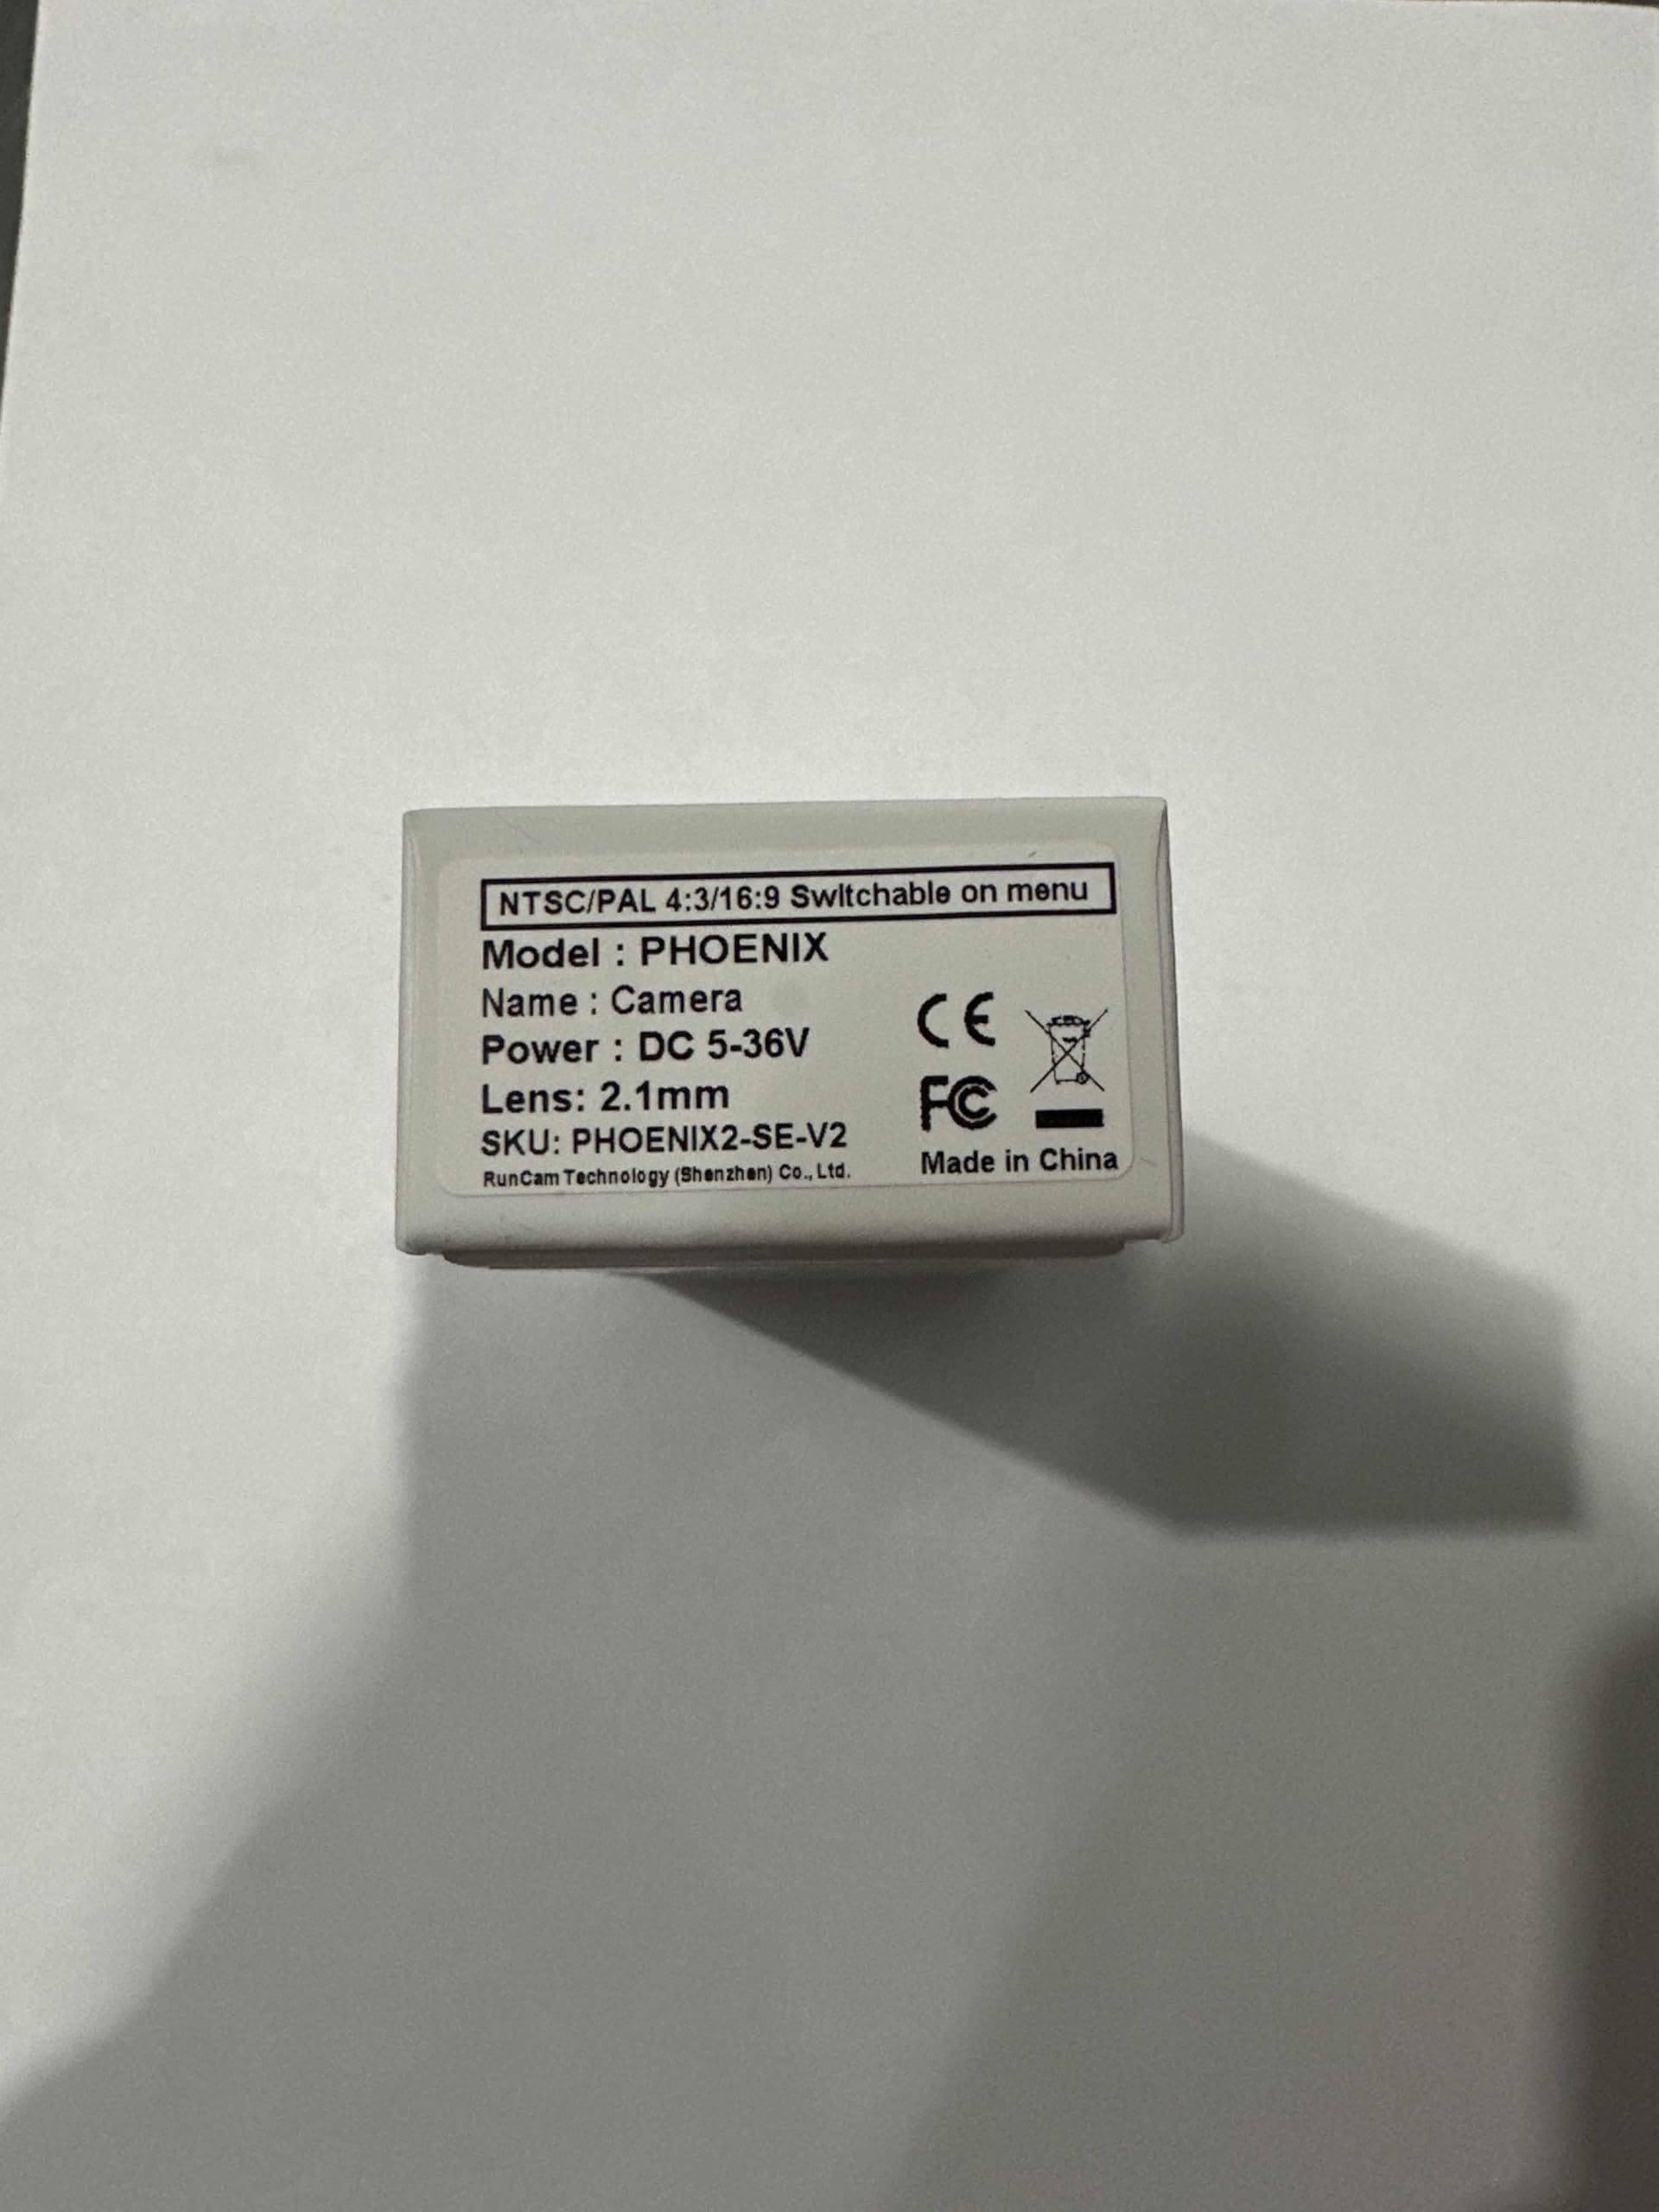 NTSC/PAL 4:3/16:9 Switchable on menu
Model : PHOENIX
Name : Camera
Power : DC 5-36V
Lens: 2.1mm
SKU: PHOENIX2-SE-V2
RunCam Technology (Shenzhen) Co., Ltd.
CE
FC
Made in China